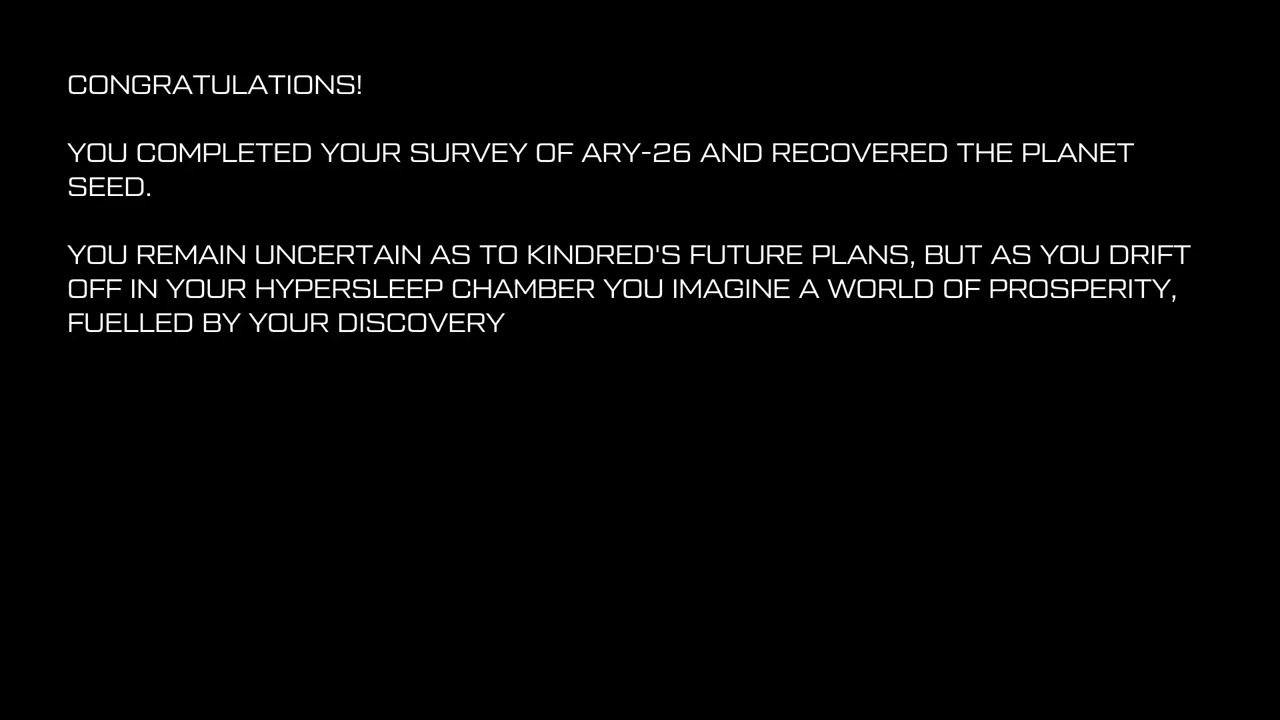 CONGRATULATIONS!
YOU COMPLETED YOUR SURVEY OF ARY-26 AND RECOVERED THE PLANET
SEED.
YOU REMAIN UNCERTAIN AS TO KINDRED'S FUTURE PLANS, BUT AS YOU DRIFT
OFF IN YOUR HYPERSLEEP CHAMBER YOU IMAGINE A WORLD OF PROSPERITY,
FUELLED BY YOUR DISCOVERY